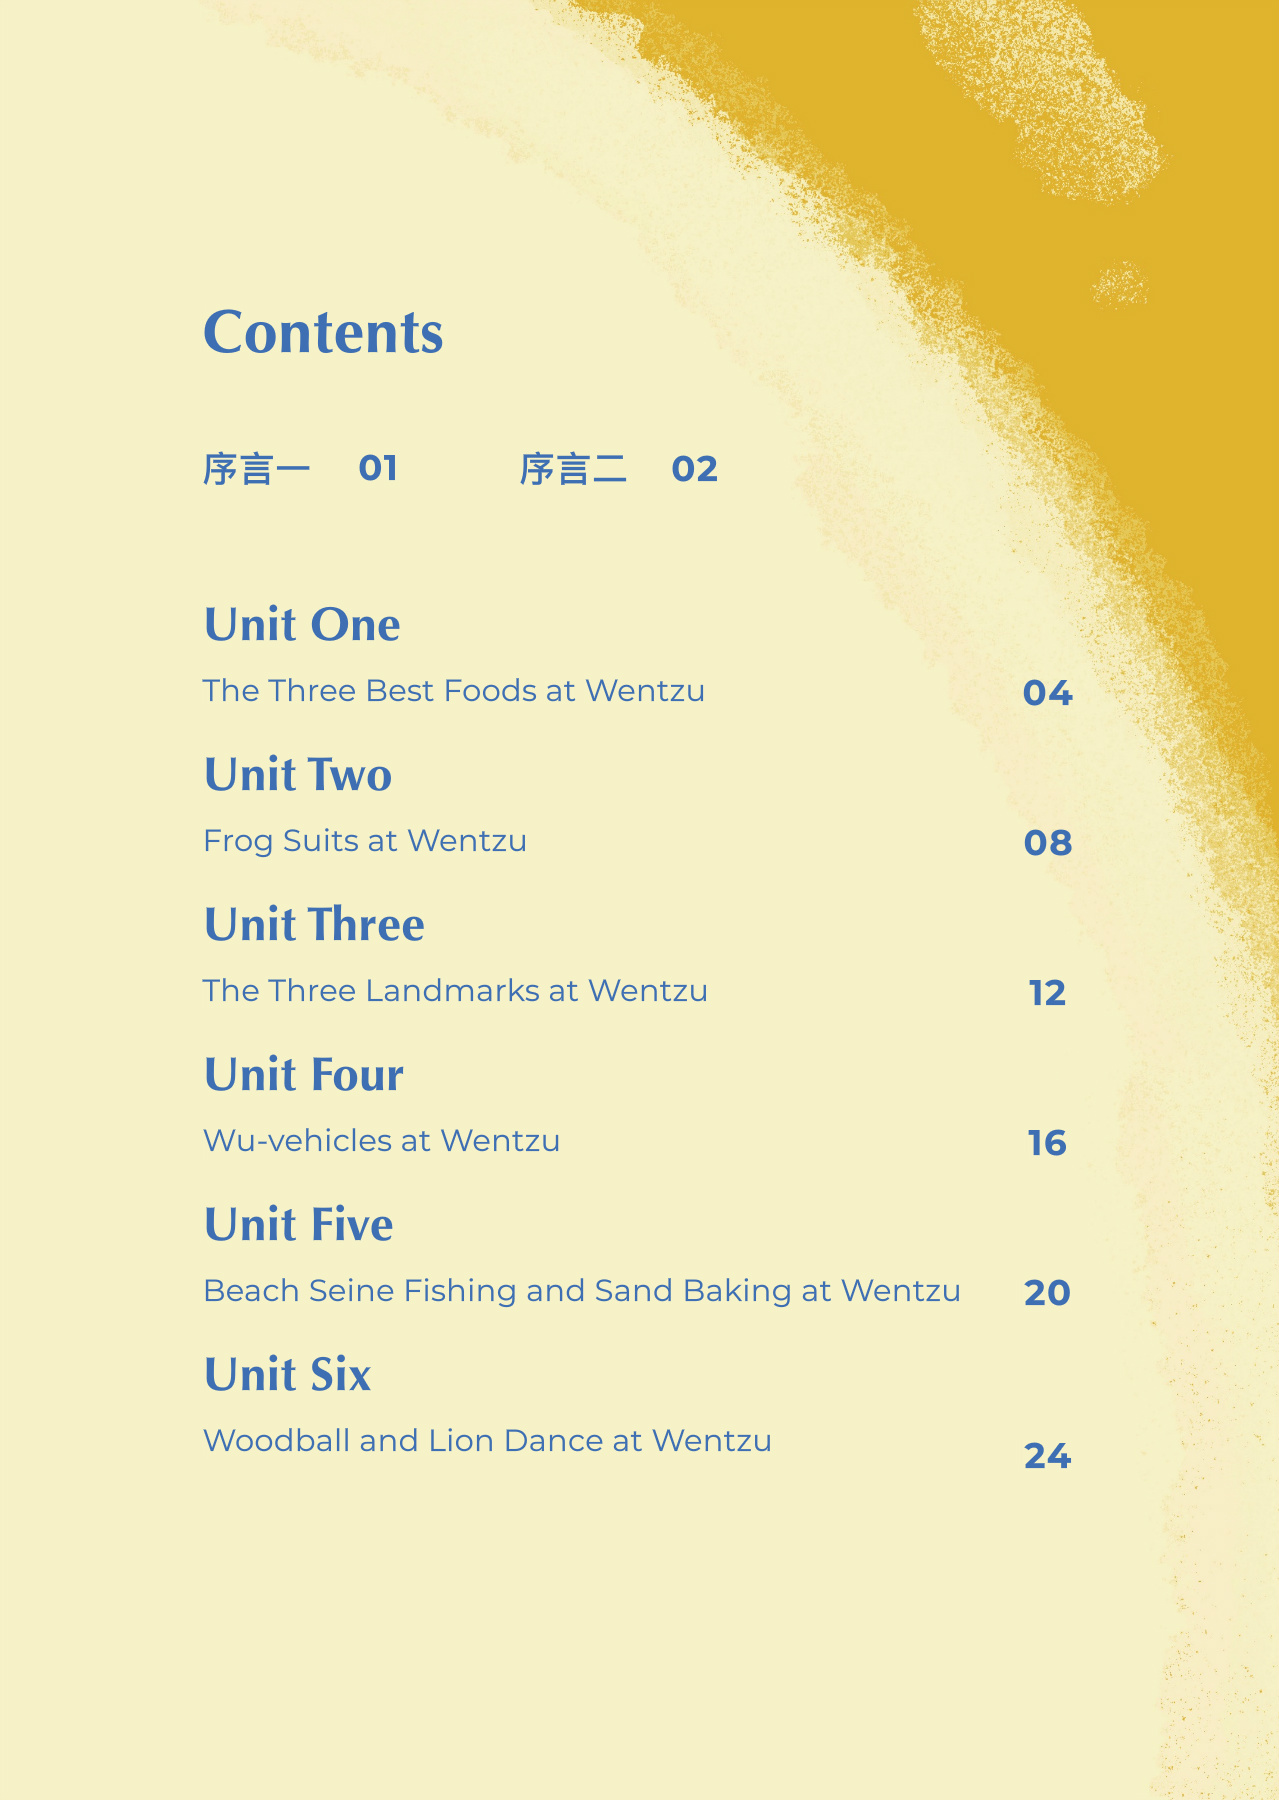 Contents
序言一 01 序言二 02
Unit One
The Three Best Foods at Wentzu 04
Unit Two
Frog Suits at Wentzu 08
Unit Three
The Three Landmarks at Wentzu 12
Unit Four
Wu-vehicles at Wentzu 16
Unit Five
Beach Seine Fishing and Sand Baking at Wentzu 20
Unit Six
Woodball and Lion Dance at Wentzu 24